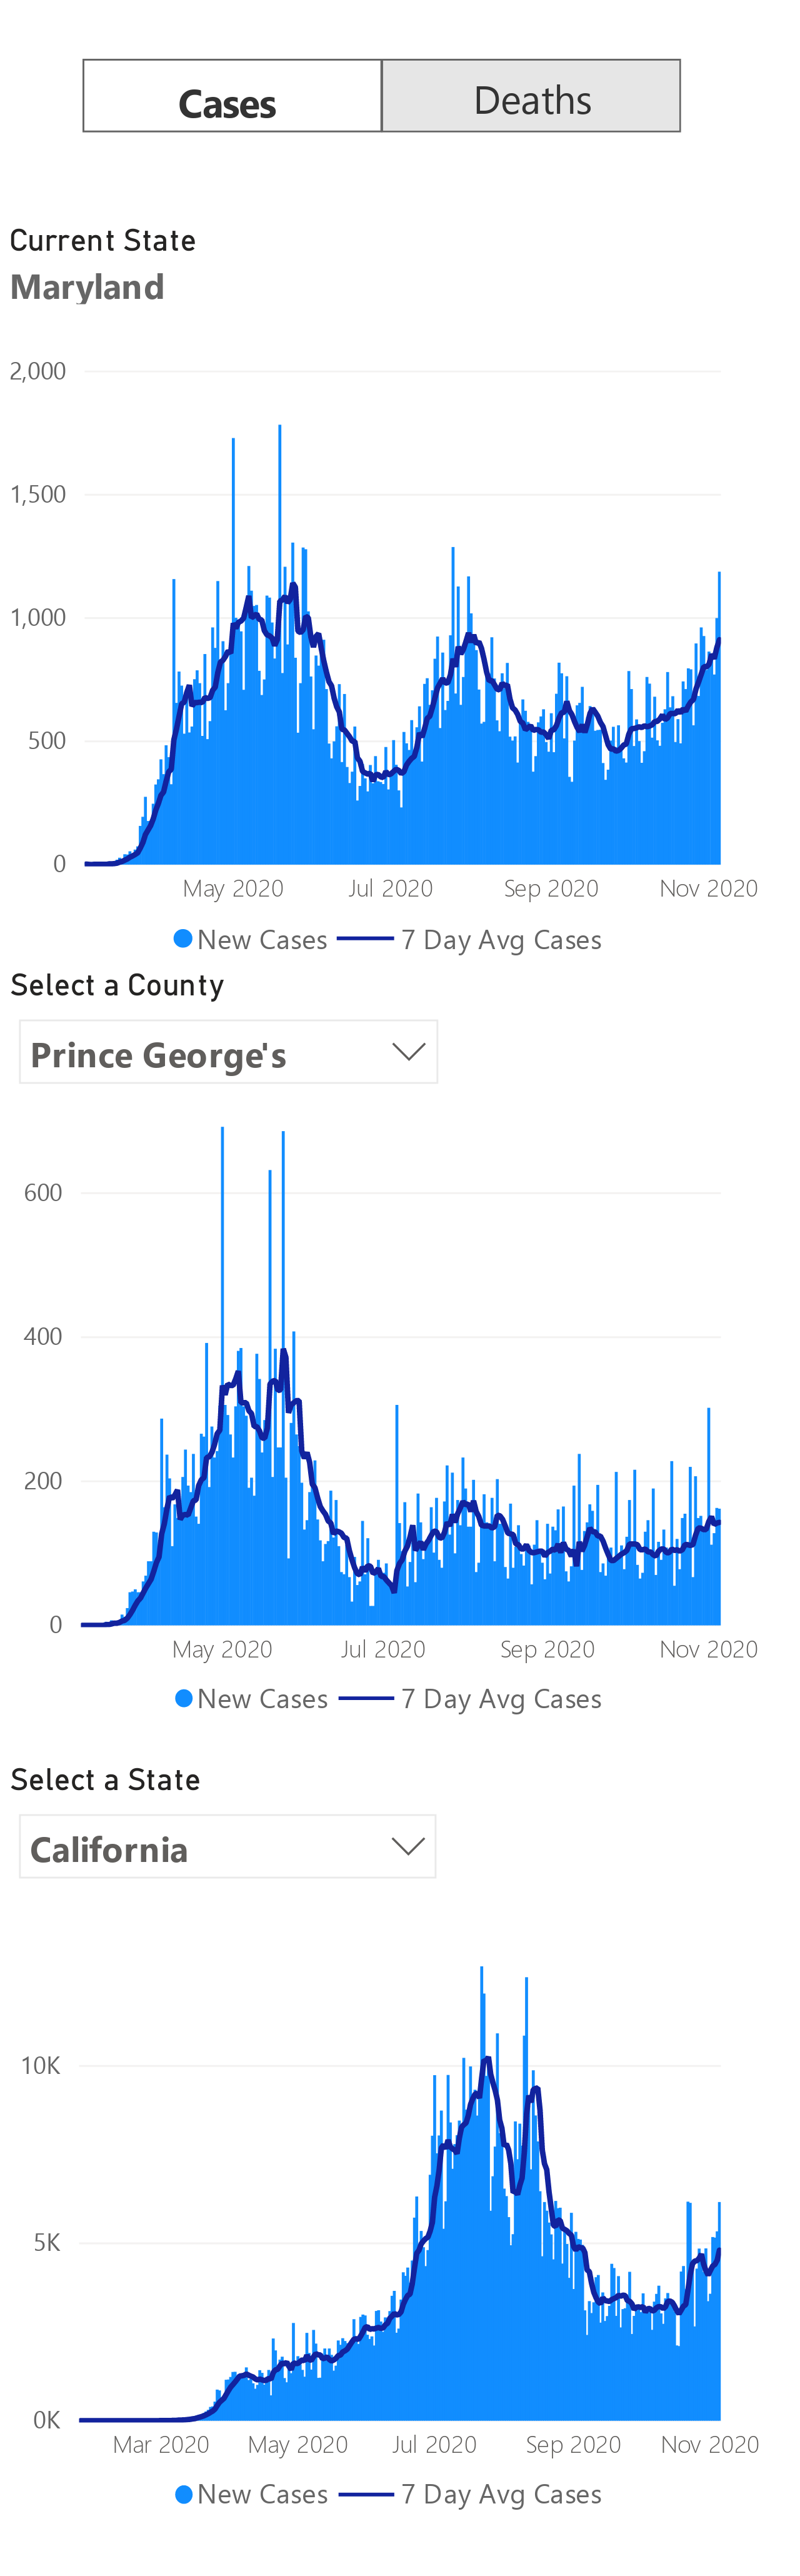 Cases Deaths
Current State
Maryland
2,000
1,500
1,000
500
0
May 2020 Jul 2020 Sep 2020 Nov 2020
New Cases 7 Day Avg Cases
Select a County
Prince George's
600
400
200
0
May 2020 Jul 2020 Sep 2020 Nov 2020
New Cases 7 Day Avg Cases
Select a State
California
10K
5K
0K
Mar 2020 May 2020 Jul 2020 Sep 2020 Nov 2020
New Cases 7 Day Avg Cases